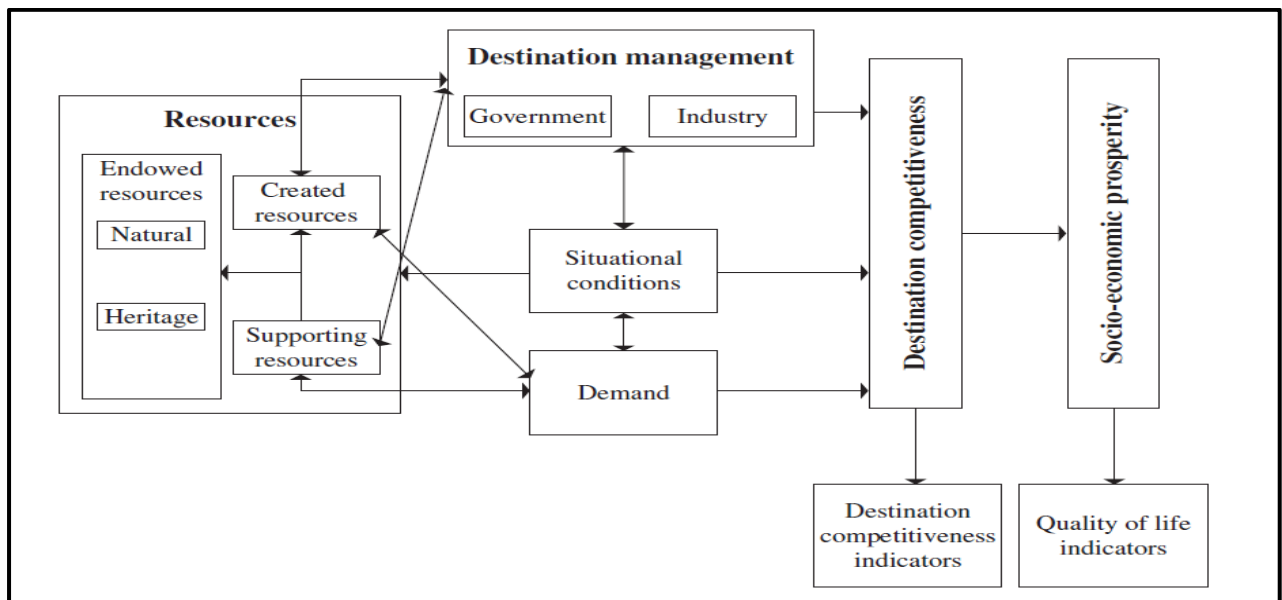 Destination management
Government
Industry
Resources
Endowed
resources
Natural
Heritage
Created
resources
Supporting
resources
Situational
conditions
Demand
Destination competitiveness
Socio-economic prosperity
Destination
competitiveness
indicators
Quality of life
indicators